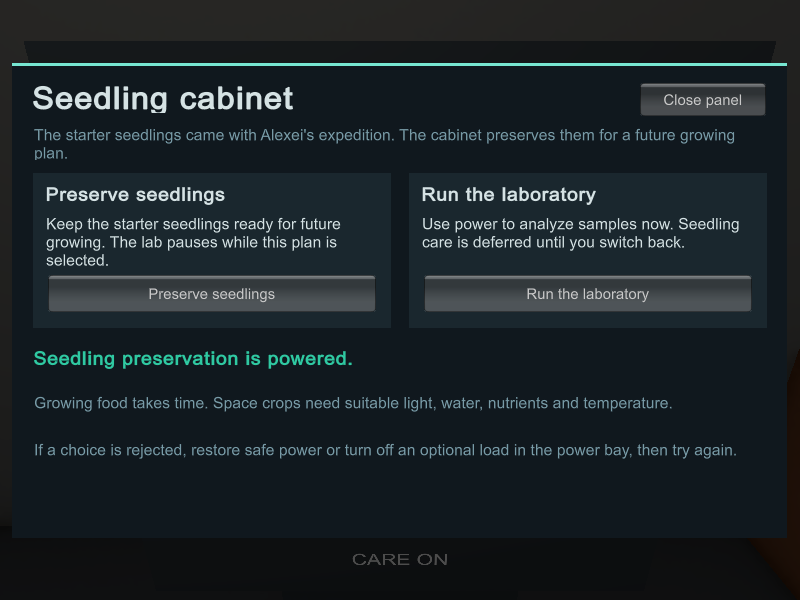 Seedling cabinet
Close panel
The starter seedlings came with Alexei's expedition. The cabinet preserves them for a future growing
plan.
Preserve seedlings
Keep the starter seedlings ready for future
growing. The lab pauses while this plan is
selected.
Preserve seedlings
Run the laboratory
Use power to analyze samples now. Seedling
care is deferred until you switch back.
Run the laboratory
Seedling preservation is powered.
Growing food takes time. Space crops need suitable light, water, nutrients and temperature.
If a choice is rejected, restore safe power or turn off an optional load in the power bay, then try again.
CARE ON